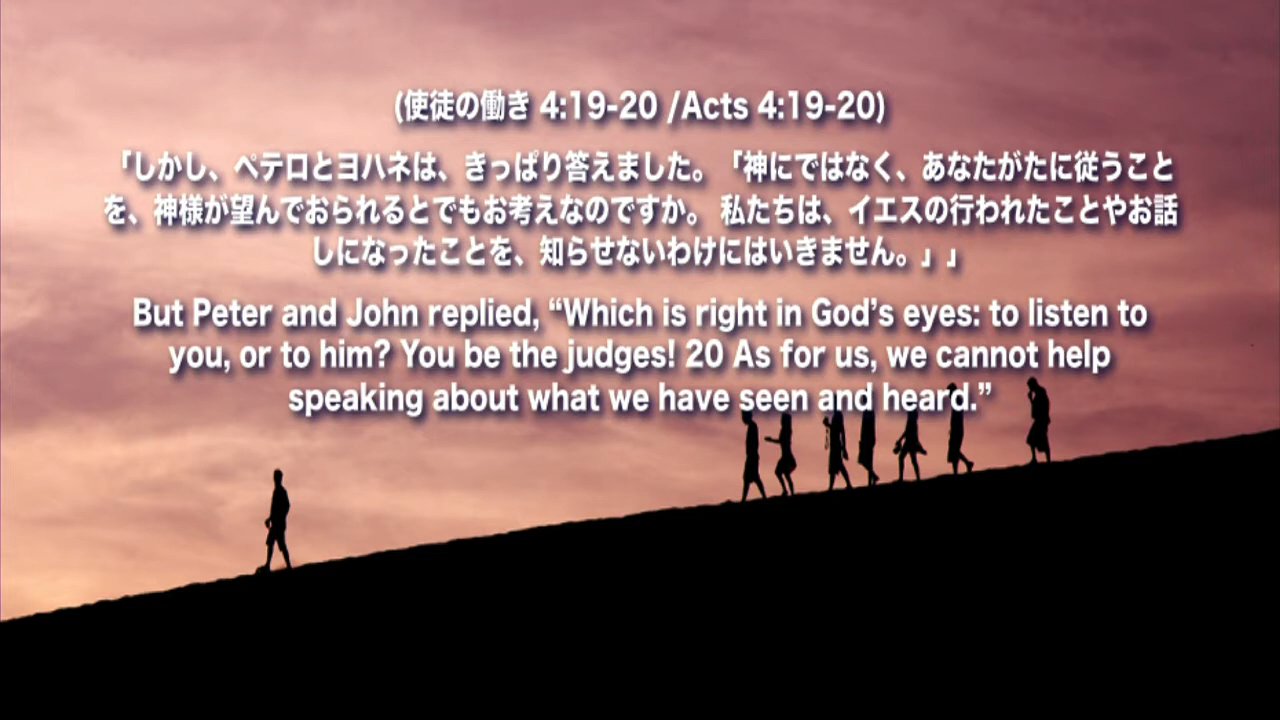 (使徒の働き 4:19-20 /Acts 4:19-20)
「しかし、ペテロとヨハネは、きっぱり答えました。「神にではなく、あなたがたに従うこと
を、神様が望んでおられるとでもお考えなのですか。 私たちは、イエスの行われたことやお話
しになったことを、知らせないわけにはいきません。」」
But Peter and John replied, “Which is right in God’s eyes: to listen to
you, or to him? You be the judges! 20 As for us, we cannot help
speaking about what we have seen and heard.”